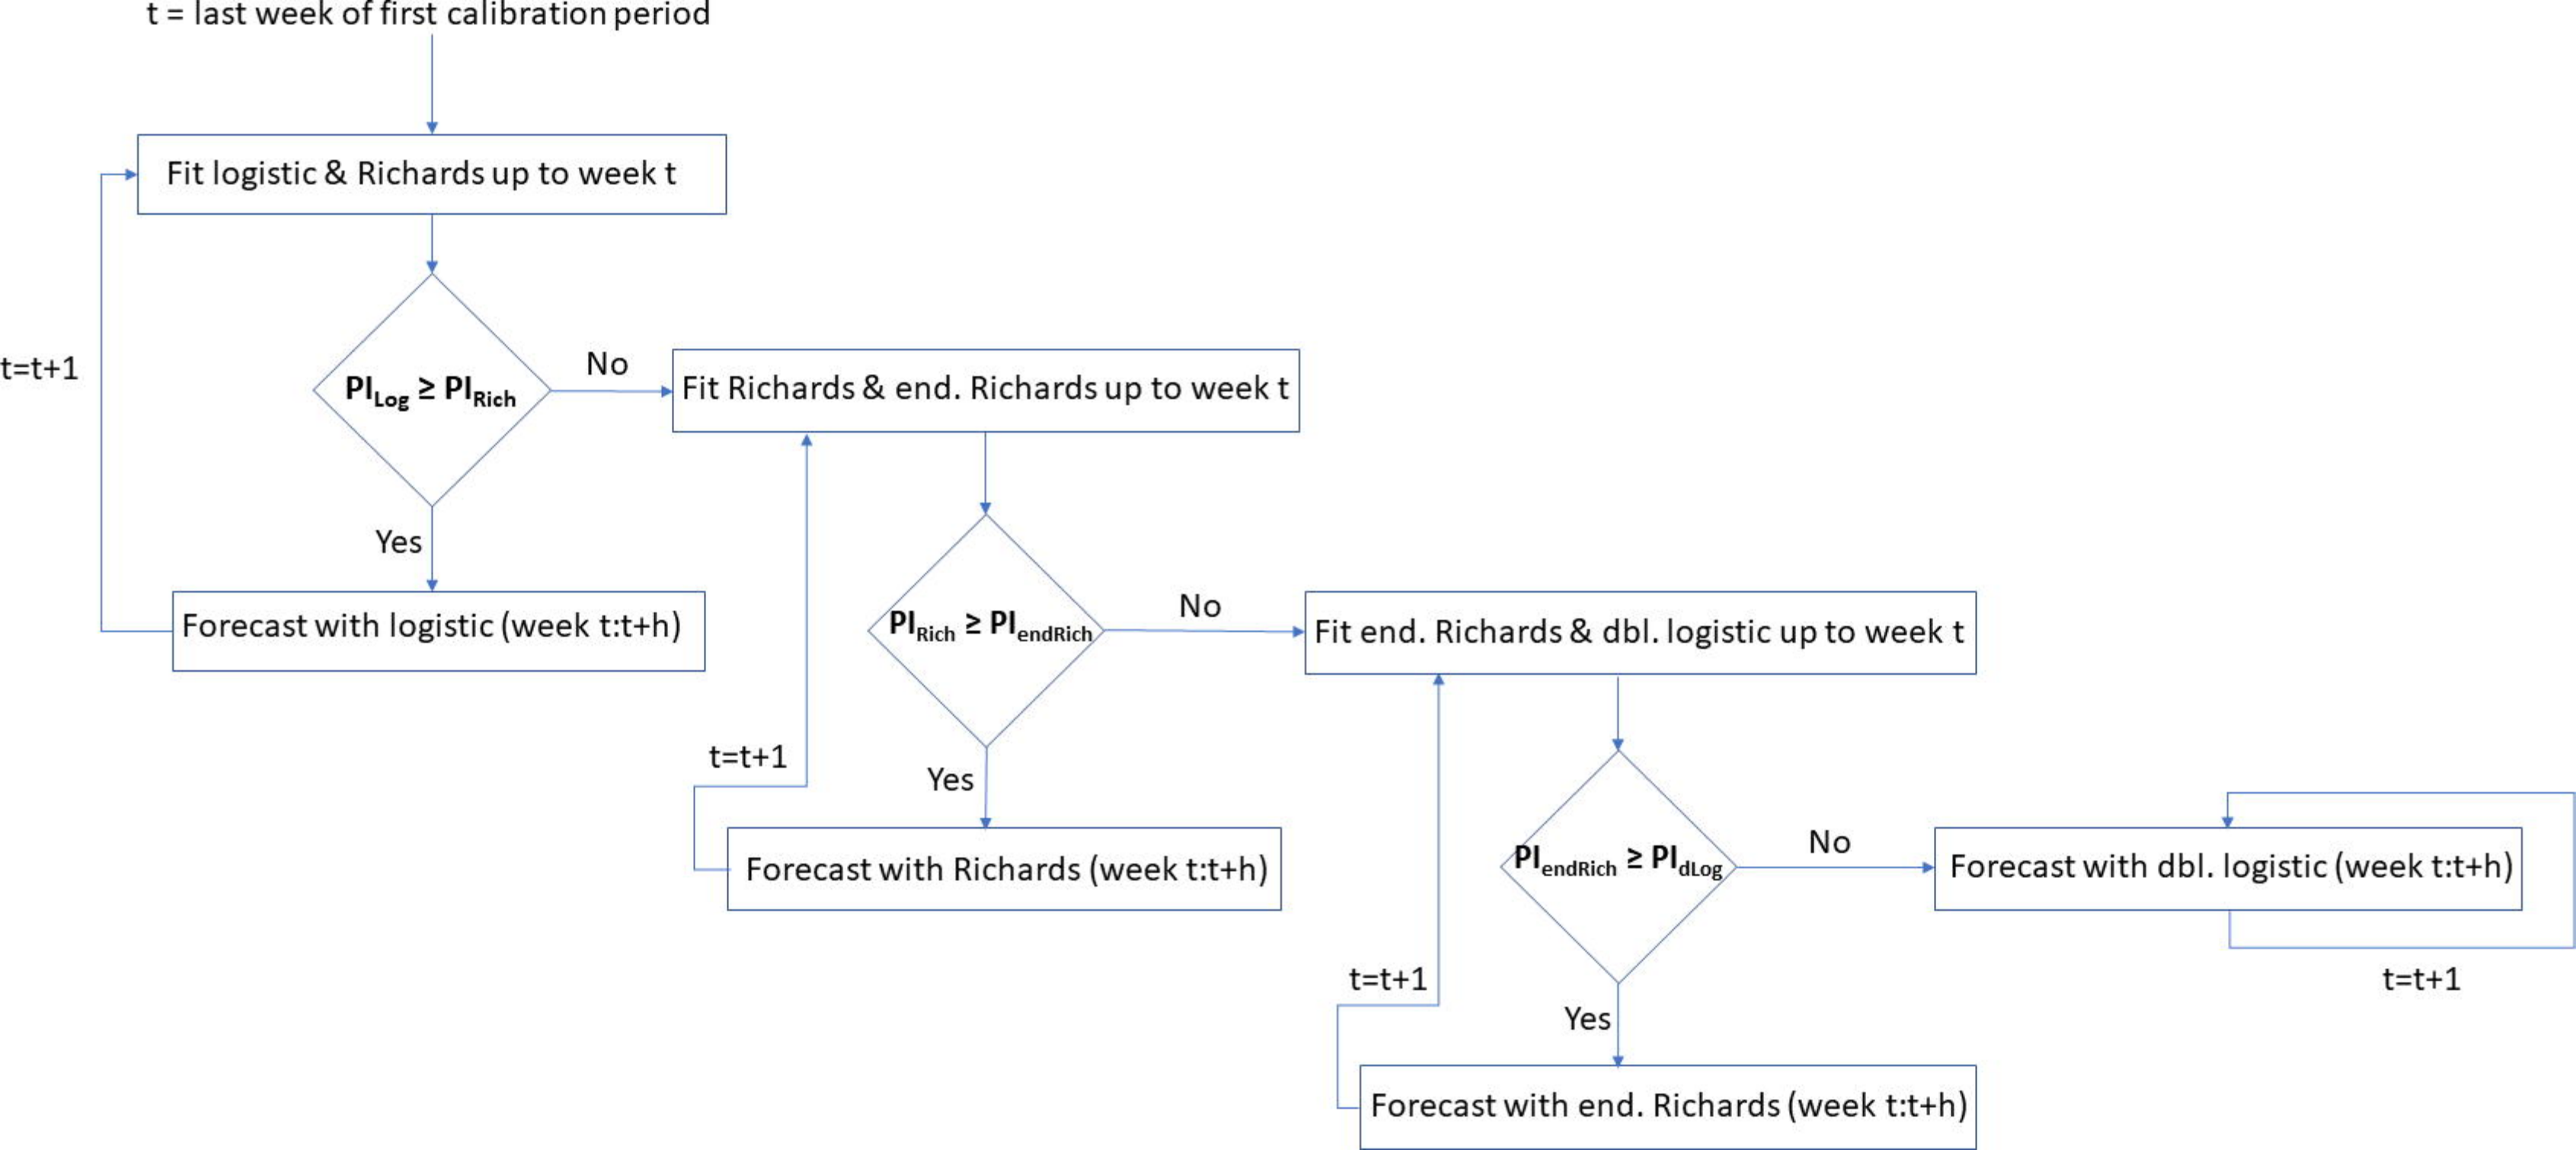 t = last week of first calibration period
Fit logistic & Richards up to week t
t=t+1
PILog ≥ PIRich
No
Fit Richards & end. Richards up to week t
Yes
Forecast with logistic (week t:t+h)
PIRich ≥ PIendRich
No
Fit end. Richards & dbl. logistic up to week t
t=t+1
Yes
Forecast with Richards (week t:t+h)
PIendRich ≥ PIdLog
No
Forecast with dbl. logistic (week t:t+h)
t=t+1
t=t+1
Yes
Forecast with end. Richards (week t:t+h)